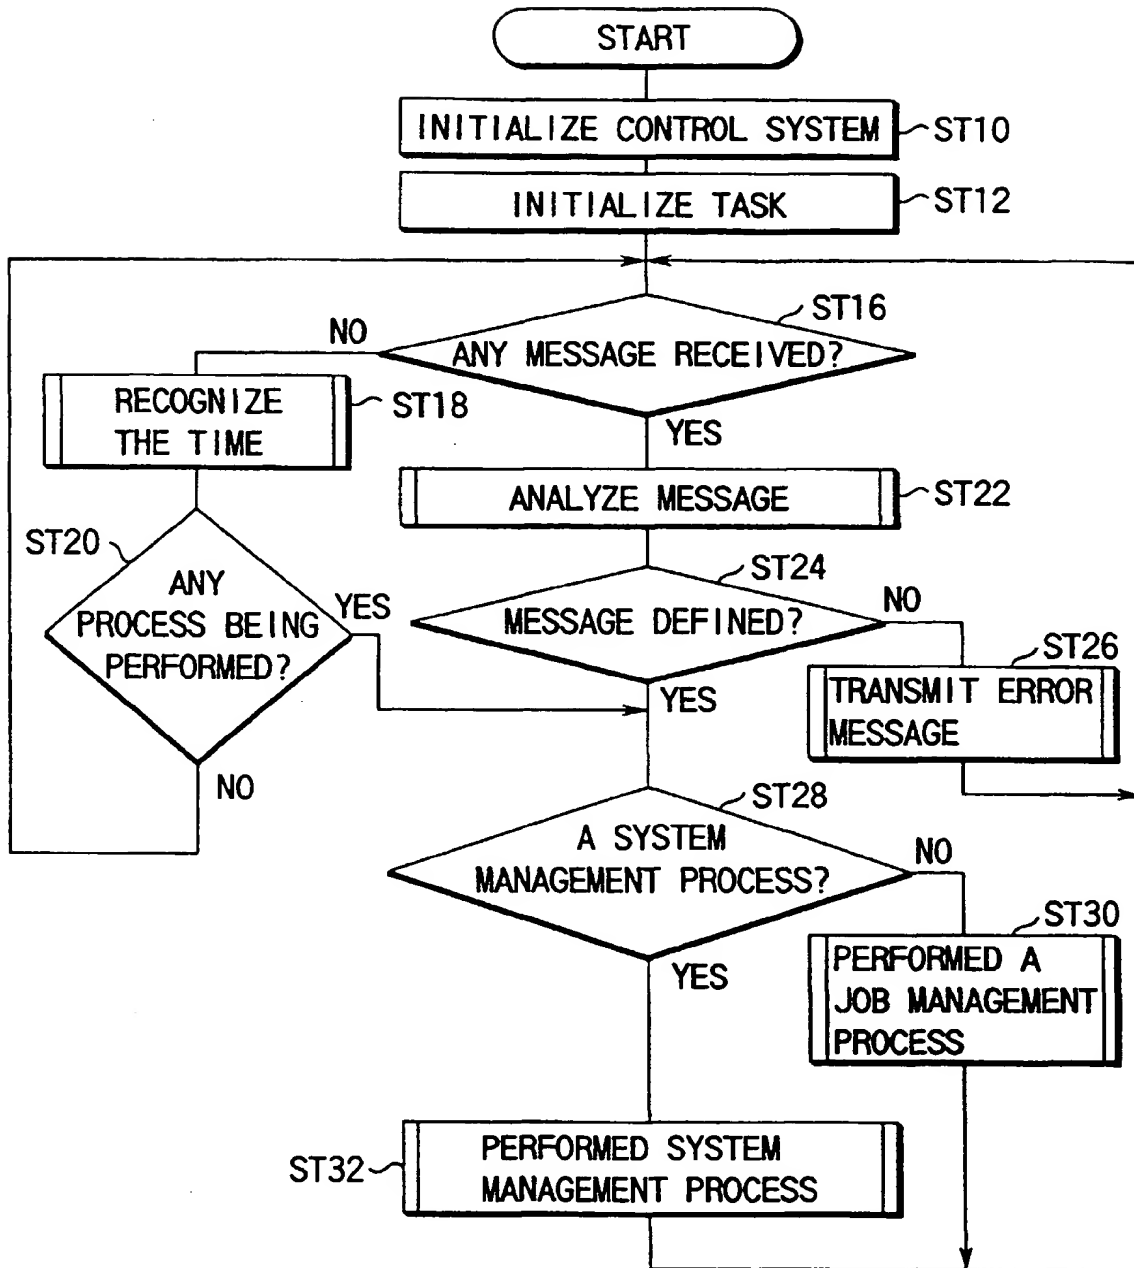 START
INITIALIZE CONTROL SYSTEM
ST10
INITIALIZE TASK
ST12
ST16
NO
ANY MESSAGE RECEIVED?
YES
RECOGNIZE
THE TIME
ST18
ANALYZE MESSAGE
ST22
ST20
ANY
PROCESS BEING
PERFORMED?
YES
NO
ST24
MESSAGE DEFINED?
NO
YES
ST26
TRANSMIT ERROR
MESSAGE
ST28
A SYSTEM
MANAGEMENT PROCESS?
NO
YES
ST30
PERFORMED A
JOB MANAGEMENT
PROCESS
ST32
PERFORMED SYSTEM
MANAGEMENT PROCESS